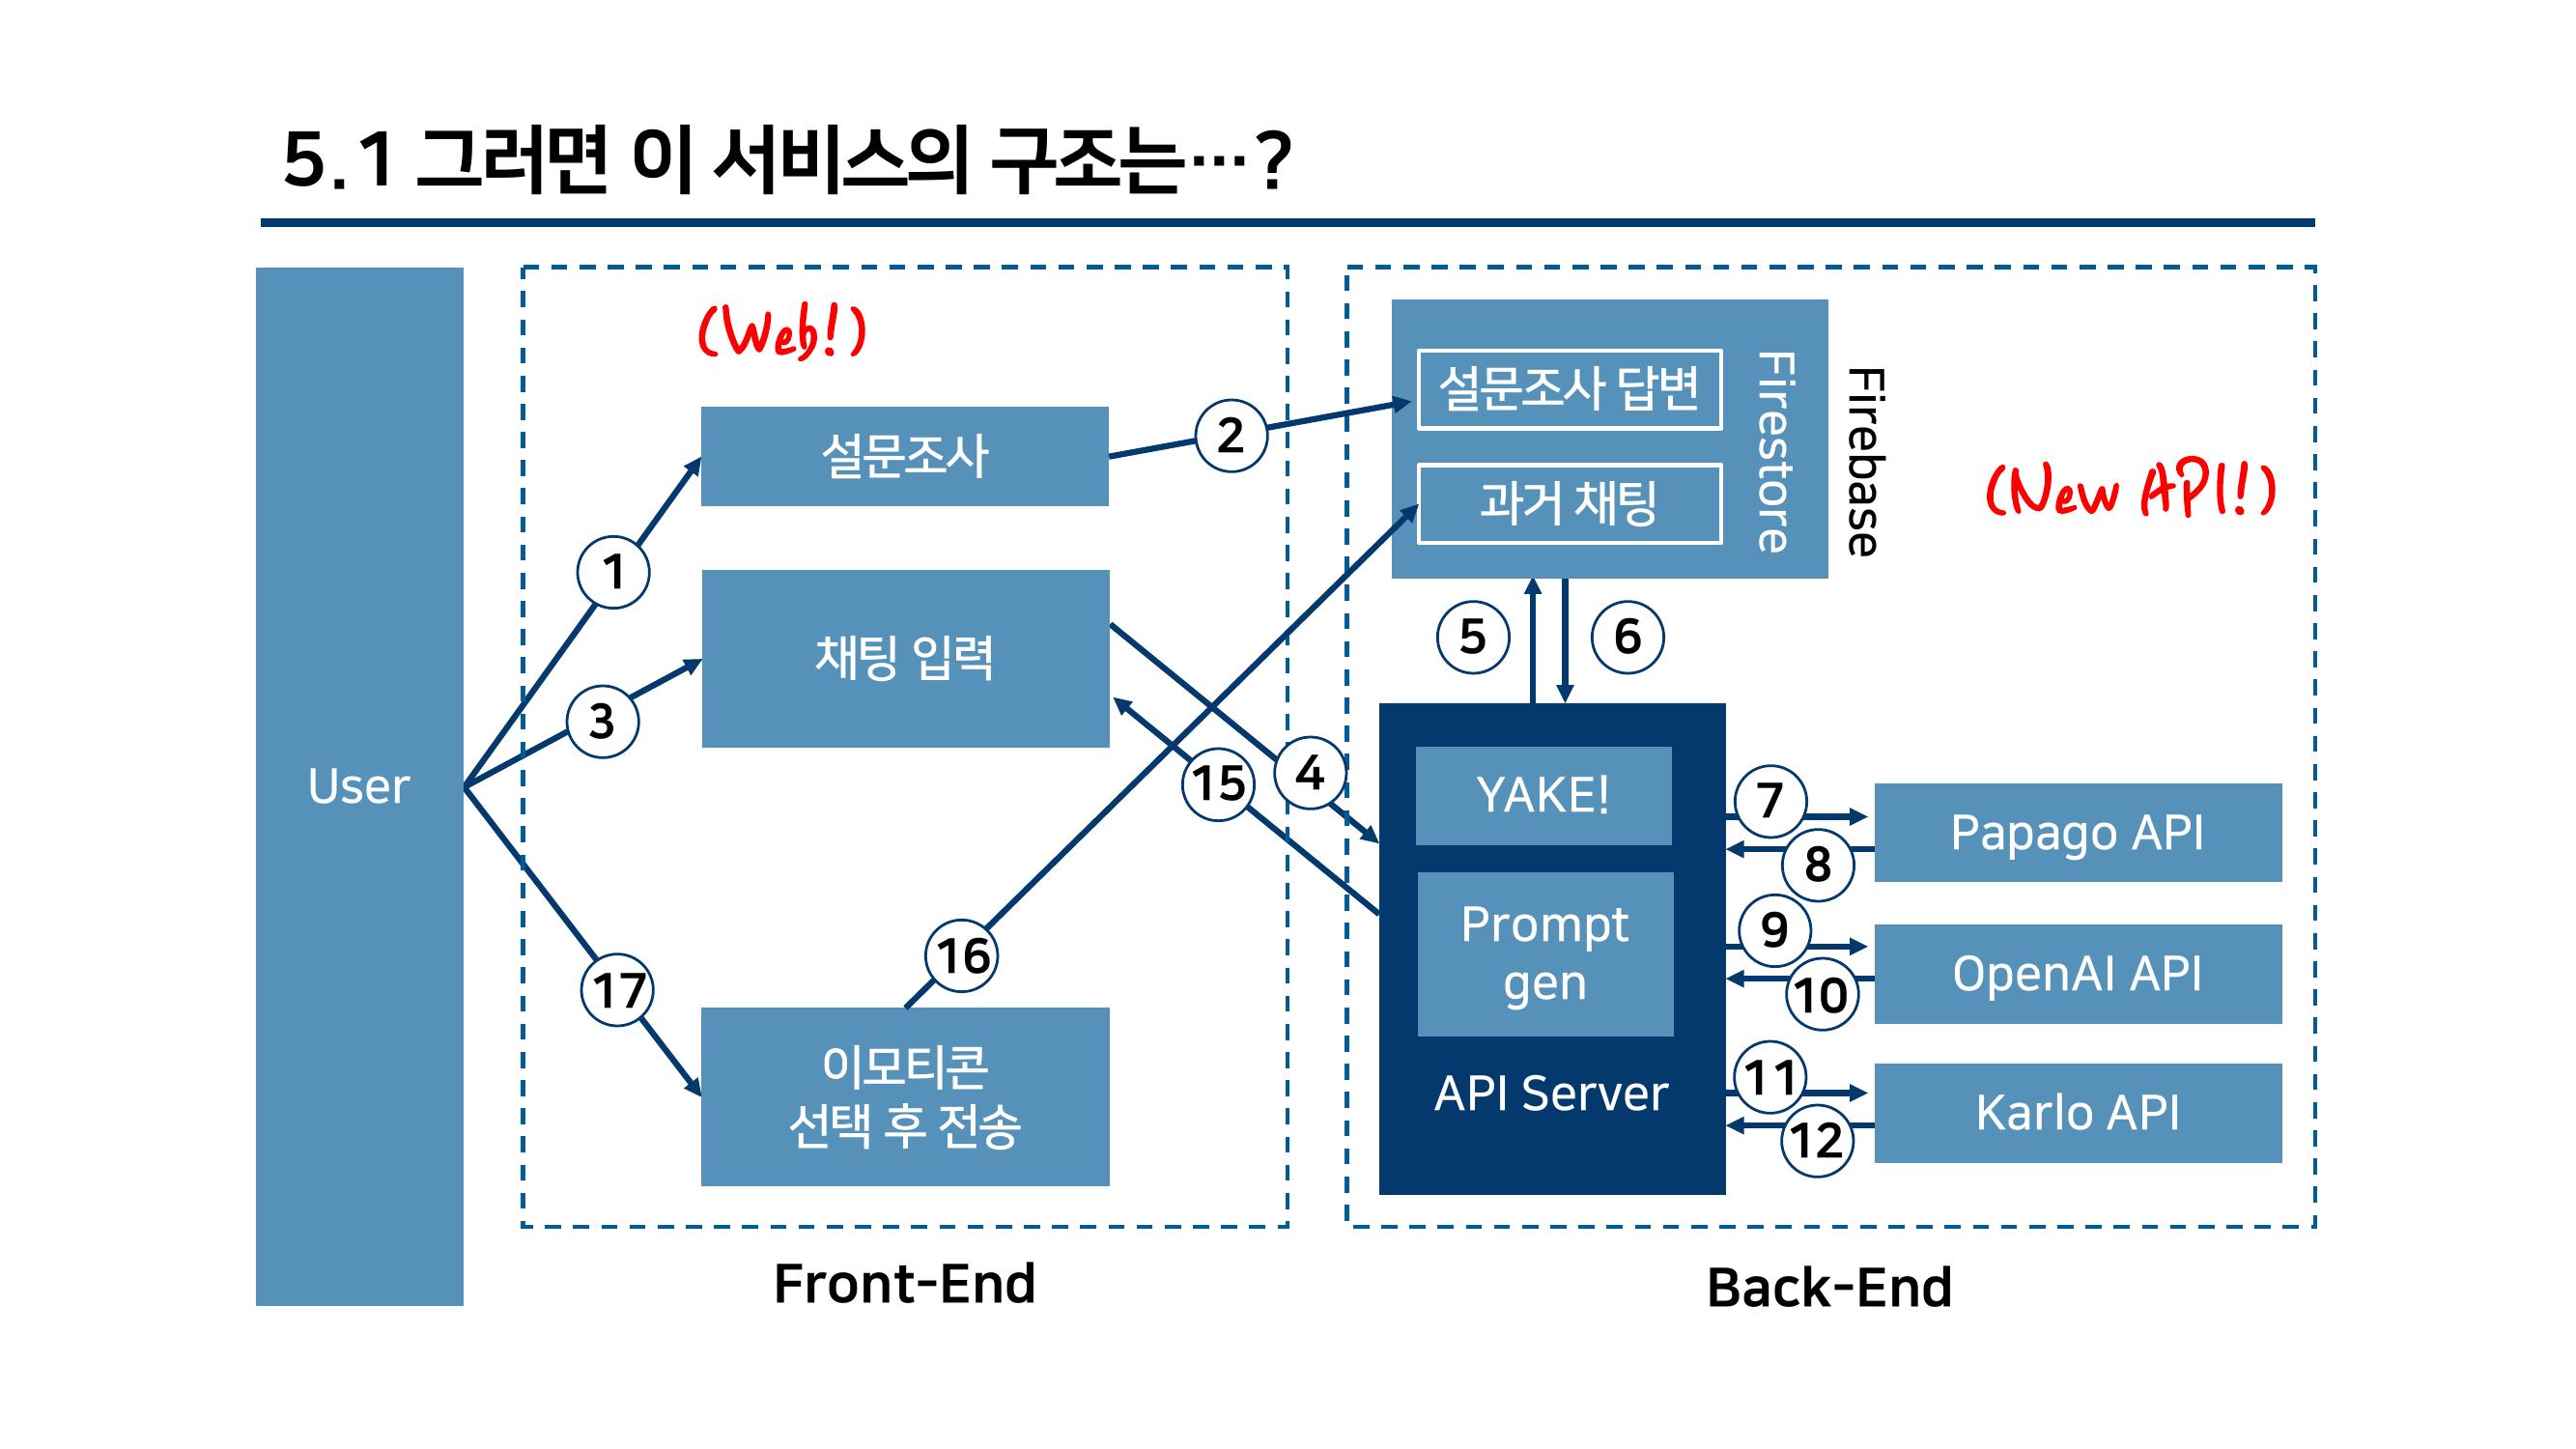 5.1 그러면 이 서비스의 구조는…?
User
(Web!)
설문조사
채팅 입력
이모티콘
선택 후 전송
Front-End
1
2
3
4
15
16
17
설문조사 답변
과거 채팅
Firestore
Firebase
(New API!)
5
6
YAKE!
Prompt
gen
API Server
7
8
9
10
11
12
Papago API
OpenAI API
Karlo API
Back-End